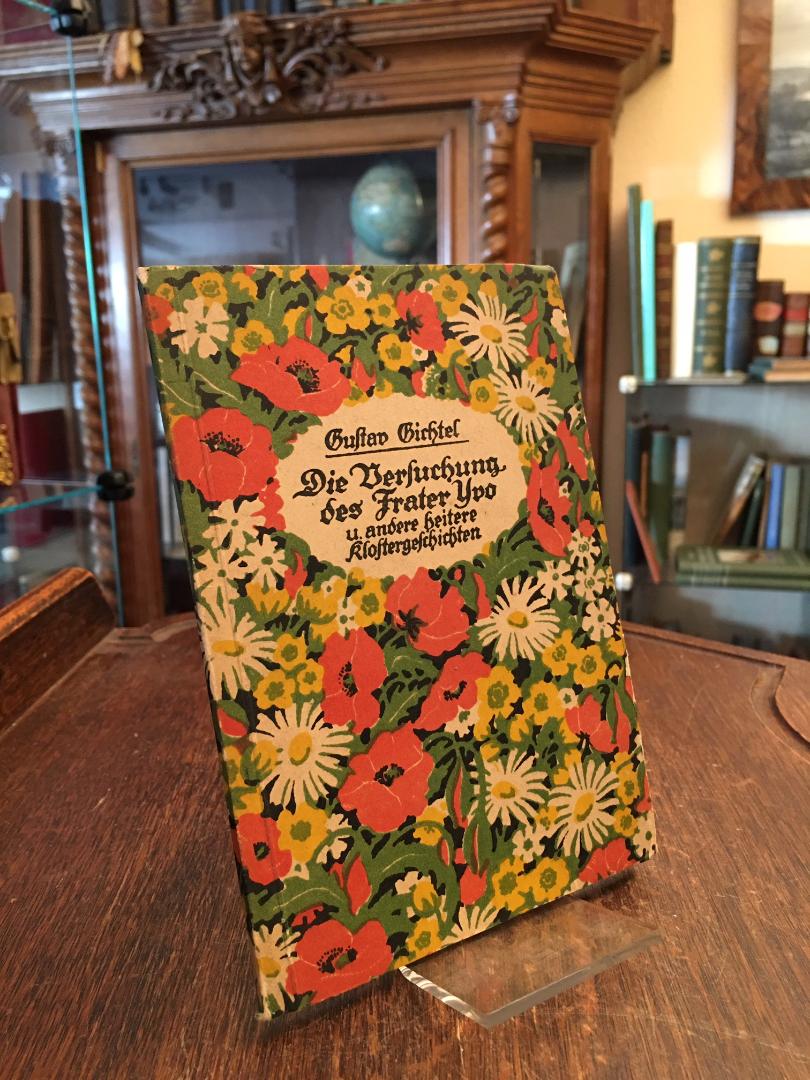 Gustav Gichtel
Die Versuchung
des Frater Yvo
u. andere heitere
Klostergeschichten